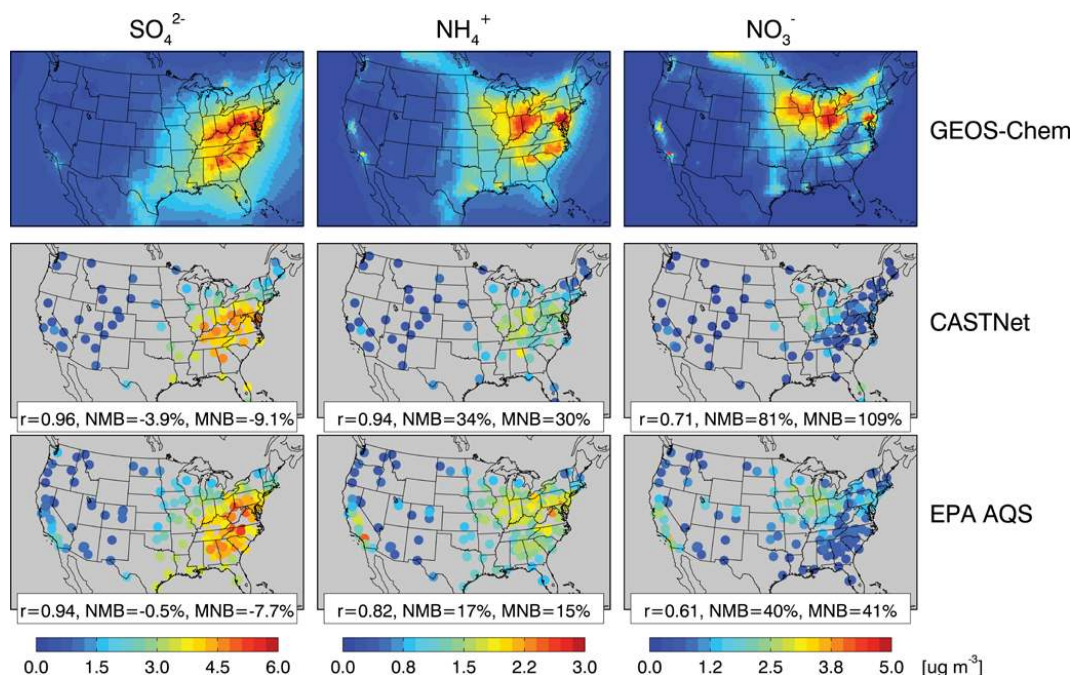 SO₄²⁻ NH₄⁺ NO₃⁻
GEOS-Chem
CASTNet
r=0.96, NMB=-3.9%, MNB=-9.1% r=0.94, NMB=34%, MNB=30% r=0.71, NMB=81%, MNB=109%
EPA AQS
r=0.94, NMB=-0.5%, MNB=-7.7% r=0.82, NMB=17%, MNB=15% r=0.61, NMB=40%, MNB=41%
0.0 1.5 3.0 4.5 6.0 0.0 0.8 1.5 2.3 3.0 0.0 1.2 2.5 3.8 5.0 [ug m⁻³]